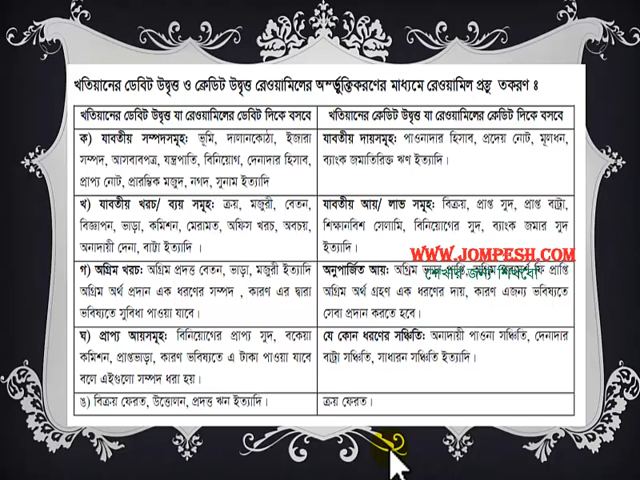 খতিয়ানের ডেবিট উদ্বৃত্ত ও ক্রেডিট উদ্বৃত্ত রেওয়ামিলের অর্ন্তভুক্তিকরণের মাধ্যমে রেওয়ামিল প্রস্তু তকরণ ঃ
খতিয়ানের ডেবিট উদ্বৃত্ত যা রেওয়ামিলের ডেবিট দিকে বসবে
খতিয়ানের ক্রেডিট উদ্বৃত্ত যা রেওয়ামিলের ক্রেডিট দিকে বসবে
ক) যাবতীয় সম্পদসমূহ: ভূমি, দালানকোঠা, ইজারা
সম্পদ, আসবাবপত্র, যন্ত্রপাতি, বিনিয়োগ, দেনাদার হিসাব,
প্রাপ্য নোট, প্রারম্ভিক মজুদ, নগদ, সুনাম ইত্যাদি
যাবতীয় দায়সমূহ: পাওনাদার হিসাব, প্রদেয় নোট, মূলধন,
ব্যাংক জমাতিরিক্ত ঋণ ইত্যাদি।
খ) যাবতীয় খরচ/ ব্যয় সমূহ: ক্রয়, মজুরী, বেতন,
বিজ্ঞাপন, ভাড়া, কমিশন, মেরামত, অফিস খরচ, অবচয়,
অনাদায়ী দেনা, বাট্টা ইত্যাদি ।
যাবতীয় আয়/ লাভ সমূহ: বিক্রয়, প্রাপ্ত সুদ, প্রাপ্ত বাট্টা,
শিক্ষানবিশ সেলামি, বিনিয়োগের সুদ, ব্যাংক জমার সুদ
ইত্যাদি।
WWW.JOMPESH.COM
শেখার জন্য শিখবো
গ) অগ্রিম খরচ: অগ্রিম প্রদত্ত বেতন, ভাড়া, মজুরী ইত্যাদি
অগ্রিম অর্থ প্রদান এক ধরণের সম্পদ , কারণ এর দ্বারা
ভবিষ্যতে সুবিধা পাওয়া যাবে।
অনুপার্জিত আয়: অগ্রিম ভাড়া ফি প্রাপ্তি
অগ্রিম অর্থ গ্রহণ এক ধরণের দায়, কারণ এজন্য ভবিষ্যতে
সেবা প্রদান করতে হবে।
ঘ) প্রাপ্য আয়সমূহ: বিনিয়োগের প্রাপ্য সুদ, বকেয়া
কমিশন, প্রাপ্তভাড়া, কারণ ভবিষ্যতে এ টাকা পাওয়া যাবে
বলে এইগুলো সম্পদ ধরা হয়।
যে কোন ধরণের সঞ্চিতি: অনাদায়ী পাওনা সঞ্চিতি, দেনাদার
বাট্টা সঞ্চিতি, সাধারন সঞ্চিতি ইত্যাদি।
ঙ) বিক্রয় ফেরত, উত্তোলন, প্রদত্ত ঋন ইত্যাদি।
ক্রয় ফেরত।